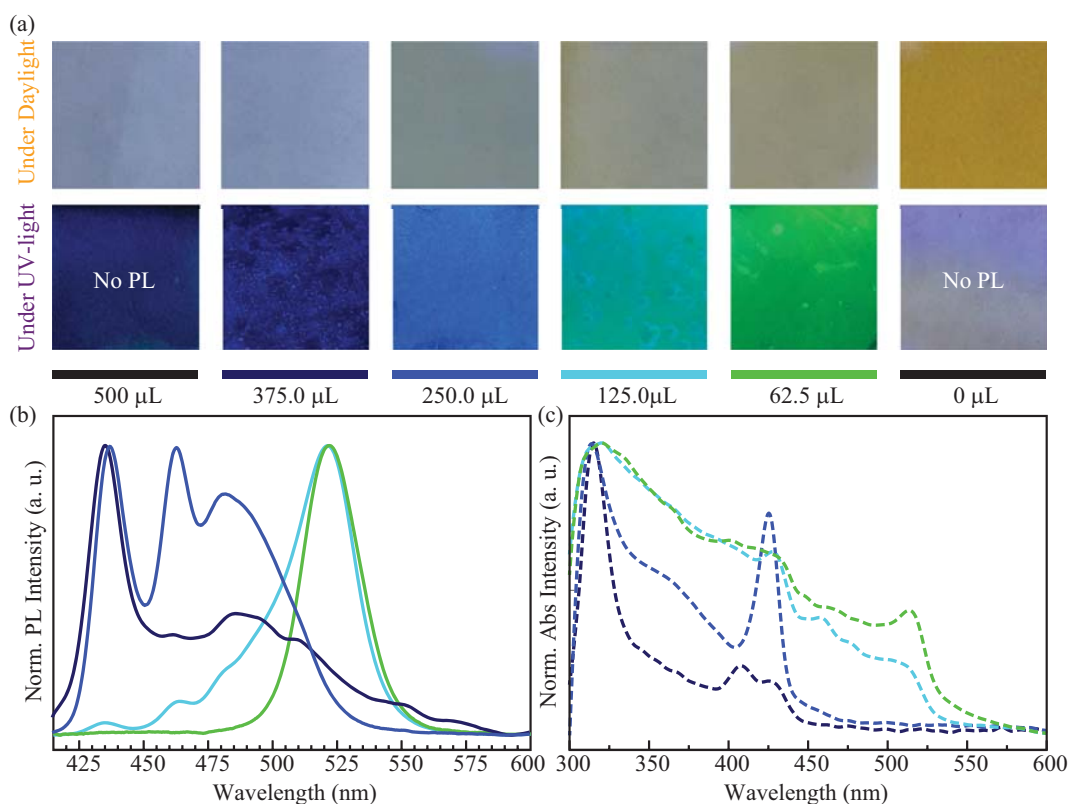 (a)
Under Daylight
Under UV-light
No PL
No PL
500 μL
375.0 μL
250.0 μL
125.0μL
62.5 μL
0 μL
(b)
Norm. PL Intensity (a. u.)
425
450
475
500
525
550
575
600
Wavelength (nm)
(c)
Norm. Abs Intensity (a. u.)
300
350
400
450
500
550
600
Wavelength (nm)